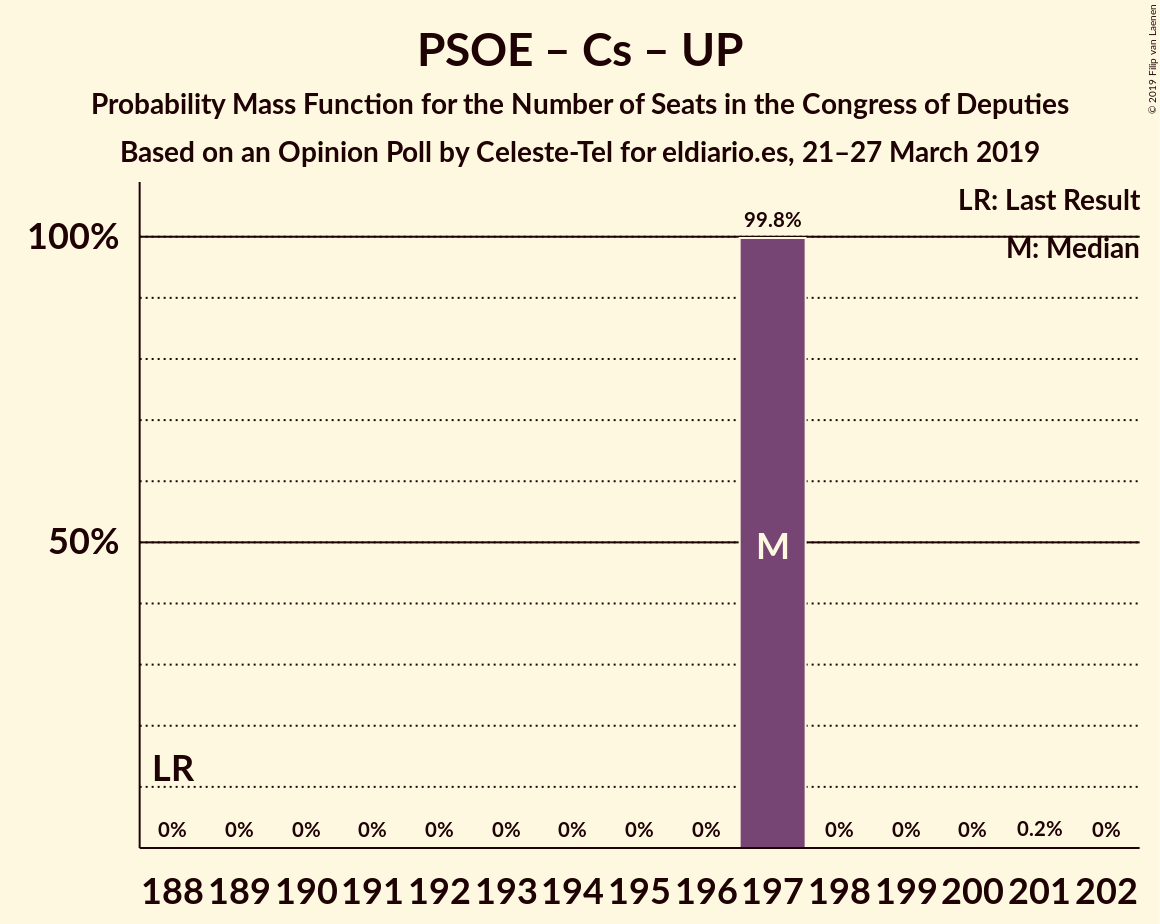 PSOE – Cs – UP
Probability Mass Function for the Number of Seats in the Congress of Deputies
Based on an Opinion Poll by Celeste-Tel for eldiario.es, 21–27 March 2019
© 2019 Filip van Laenen
LR: Last Result
M: Median
100%
50%
99.8%
M
LR
0% 0% 0% 0% 0% 0% 0% 0% 0% 0% 0% 0% 0.2% 0%
188 189 190 191 192 193 194 195 196 197 198 199 200 201 202